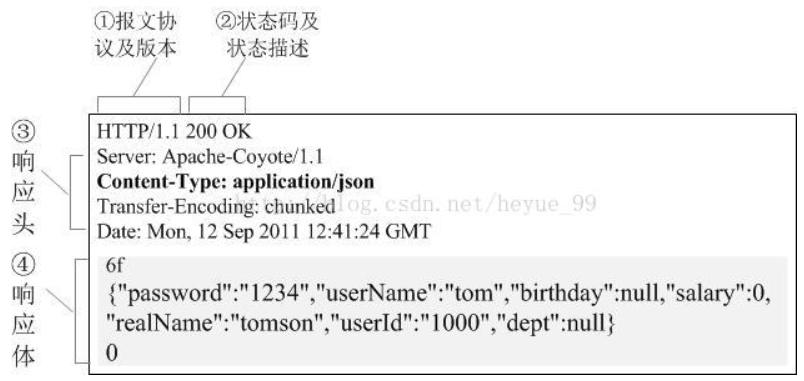 ①报文协
议及版本
②状态码及
状态描述
HTTP/1.1 200 OK
③
响
应
头
Server: Apache-Coyote/1.1
Content-Type: application/json
Transfer-Encoding: chunked
http://blog.csdn.net/heyue_99
Date: Mon, 12 Sep 2011 12:41:24 GMT
④
响
应
体
6f
{"password":"1234","userName":"tom","birthday":null,"salary":0,
"realName":"tomson","userId":"1000","dept":null}
0